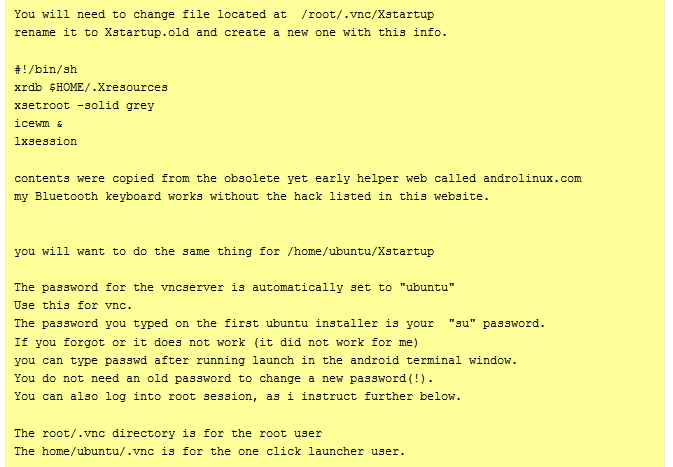 You will need to change file located at /root/.vnc/Xstartup
rename it to Xstartup.old and create a new one with this info.
#!/bin/sh
xrdb $HOME/.Xresources
xsetroot -solid grey
icewm &
lxsession
contents were copied from the obsolete yet early helper web called androlinux.com
my Bluetooth keyboard works without the hack listed in this website.
you will want to do the same thing for /home/ubuntu/Xstartup
The password for the vncserver is automatically set to "ubuntu"
Use this for vnc.
The password you typed on the first ubuntu installer is your "su" password.
If you forgot or it does not work (it did not work for me)
you can type passwd after running launch in the android terminal window.
You do not need an old password to change a new password(!).
You can also log into root session, as i instruct further below.
The root/.vnc directory is for the root user
The home/ubuntu/.vnc is for the one click launcher user.